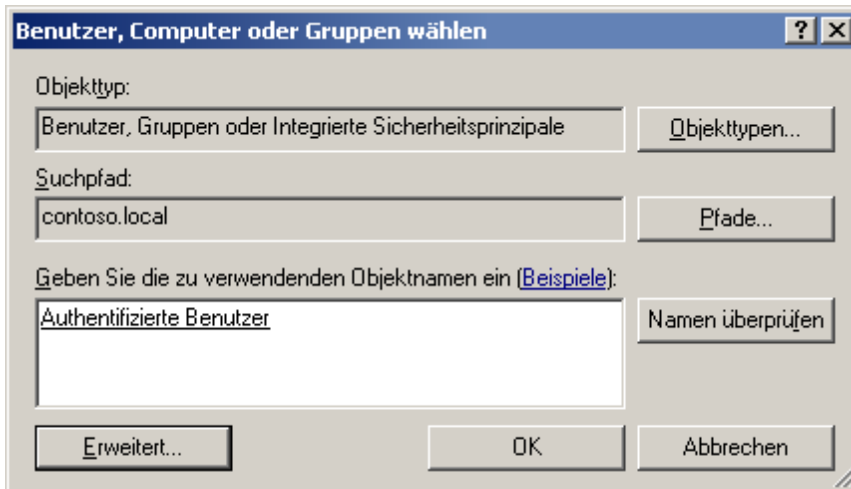 Benutzer, Computer oder Gruppen wählen
Objekttyp:
Benutzer, Gruppen oder Integrierte Sicherheitsprinzipale
Objekttypen...
Suchpfad:
contoso.local
Pfade...
Geben Sie die zu verwendenden Objektnamen ein (Beispiele):
Authentifizierte Benutzer
Namen überprüfen
Erweitert...
OK
Abbrechen